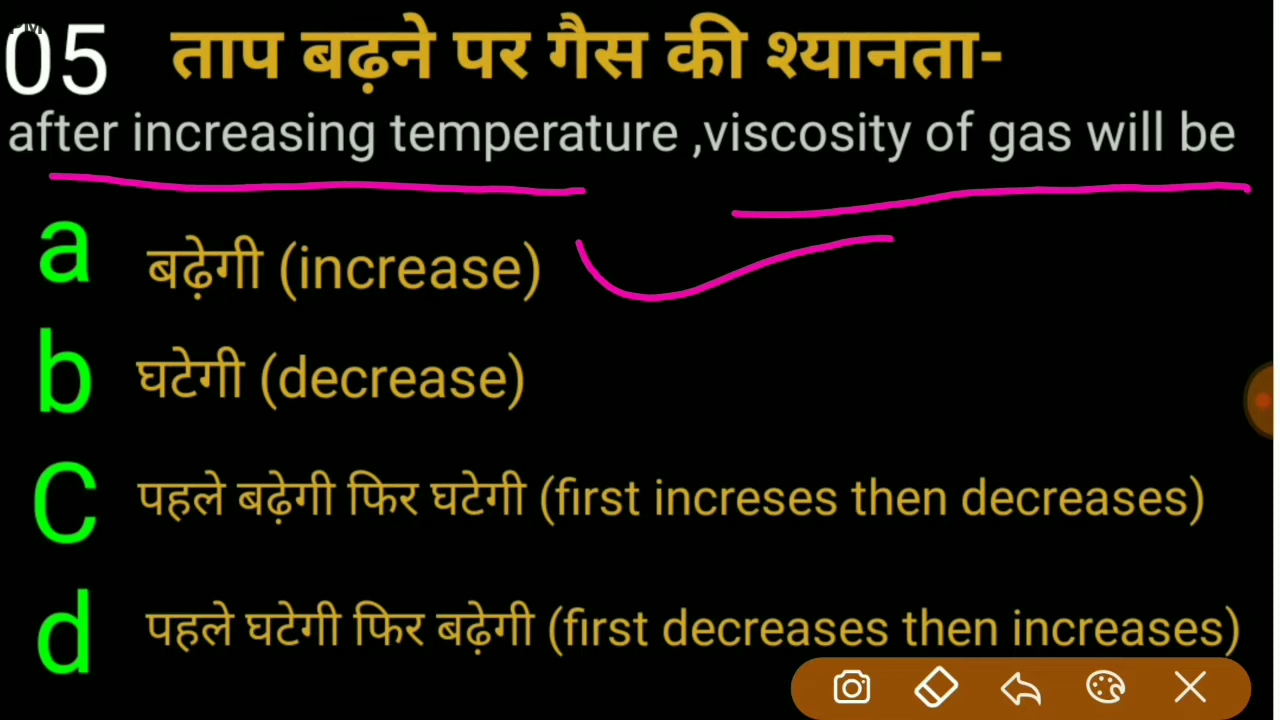 PM
05 ताप बढ़ने पर गैस की श्यानता-
after increasing temperature ,viscosity of gas will be
a बढ़ेगी (increase)
b घटेगी (decrease)
C पहले बढ़ेगी फिर घटेगी (first increses then decreases)
d पहले घटेगी फिर बढ़ेगी (first decreases then increases)